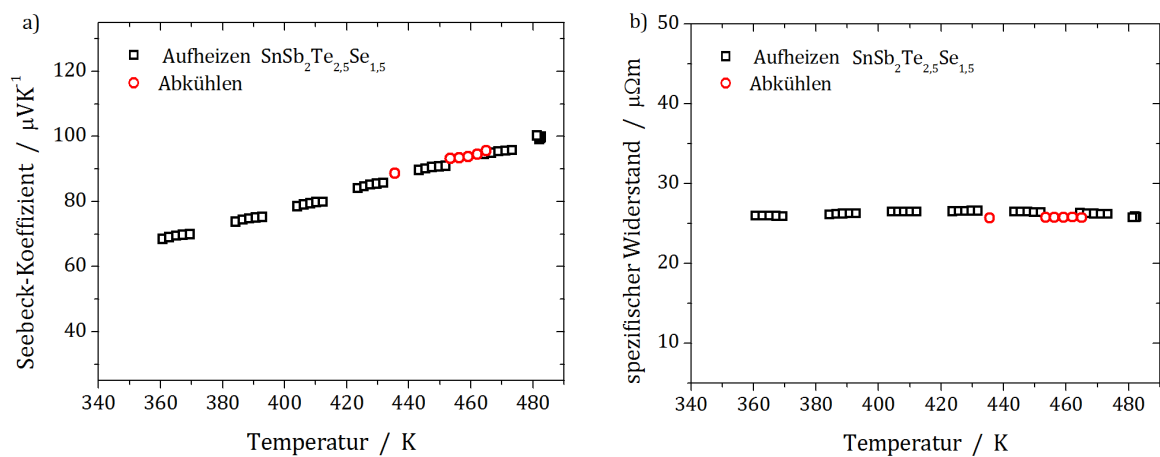 a)
Seebeck-Koeffizient / μVK⁻¹
120
100
80
60
40
Aufheizen SnSb₂Te₂,₅Se₁,₅
Abkühlen
340 360 380 400 420 440 460 480
Temperatur / K
b)
spezifischer Widerstand / μΩm
50
40
30
20
10
Aufheizen SnSb₂Te₂,₅Se₁,₅
Abkühlen
340 360 380 400 420 440 460 480
Temperatur / K